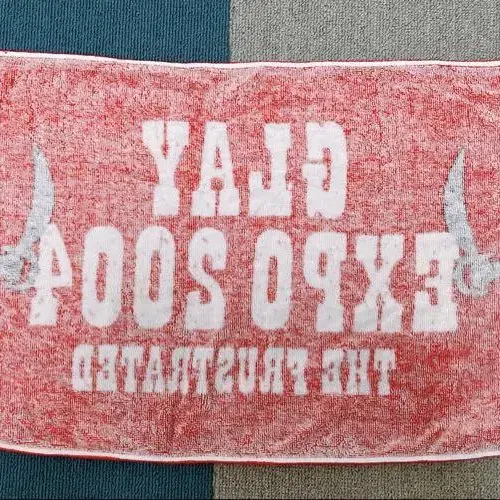 GLAY
EXPO 2004
THE FRUSTRATED